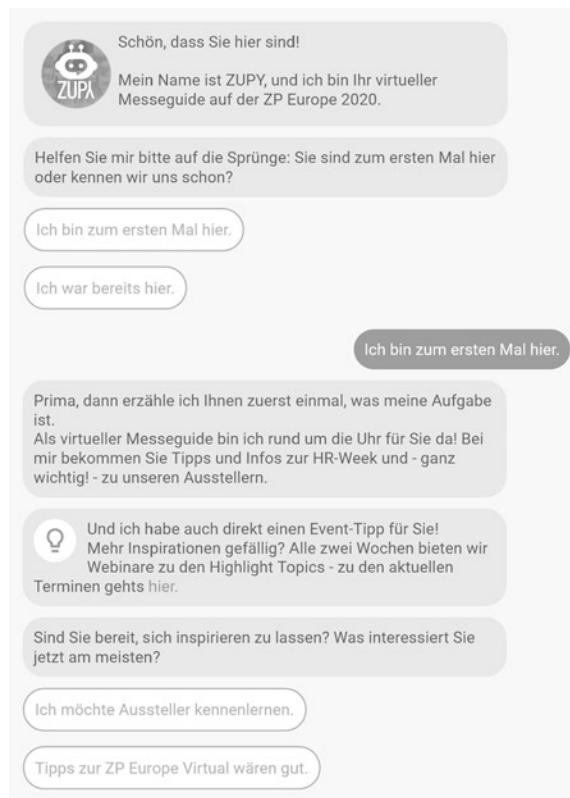 Schön, dass Sie hier sind!
ZUPY
Mein Name ist ZUPY, und ich bin Ihr virtueller
Messeguide auf der ZP Europe 2020.
Helfen Sie mir bitte auf die Sprünge: Sie sind zum ersten Mal hier
oder kennen wir uns schon?
Ich bin zum ersten Mal hier.
Ich war bereits hier.
Ich bin zum ersten Mal hier.
Prima, dann erzähle ich Ihnen zuerst einmal, was meine Aufgabe
ist.
Als virtueller Messeguide bin ich rund um die Uhr für Sie da! Bei
mir bekommen Sie Tipps und Infos zur HR-Week und - ganz
wichtig! - zu unseren Ausstellern.
Und ich habe auch direkt einen Event-Tipp für Sie!
Mehr Inspirationen gefällig? Alle zwei Wochen bieten wir
Webinare zu den Highlight Topics - zu den aktuellen
Terminen gehts hier.
Sind Sie bereit, sich inspirieren zu lassen? Was interessiert Sie
jetzt am meisten?
Ich möchte Aussteller kennenlernen.
Tipps zur ZP Europe Virtual wären gut.